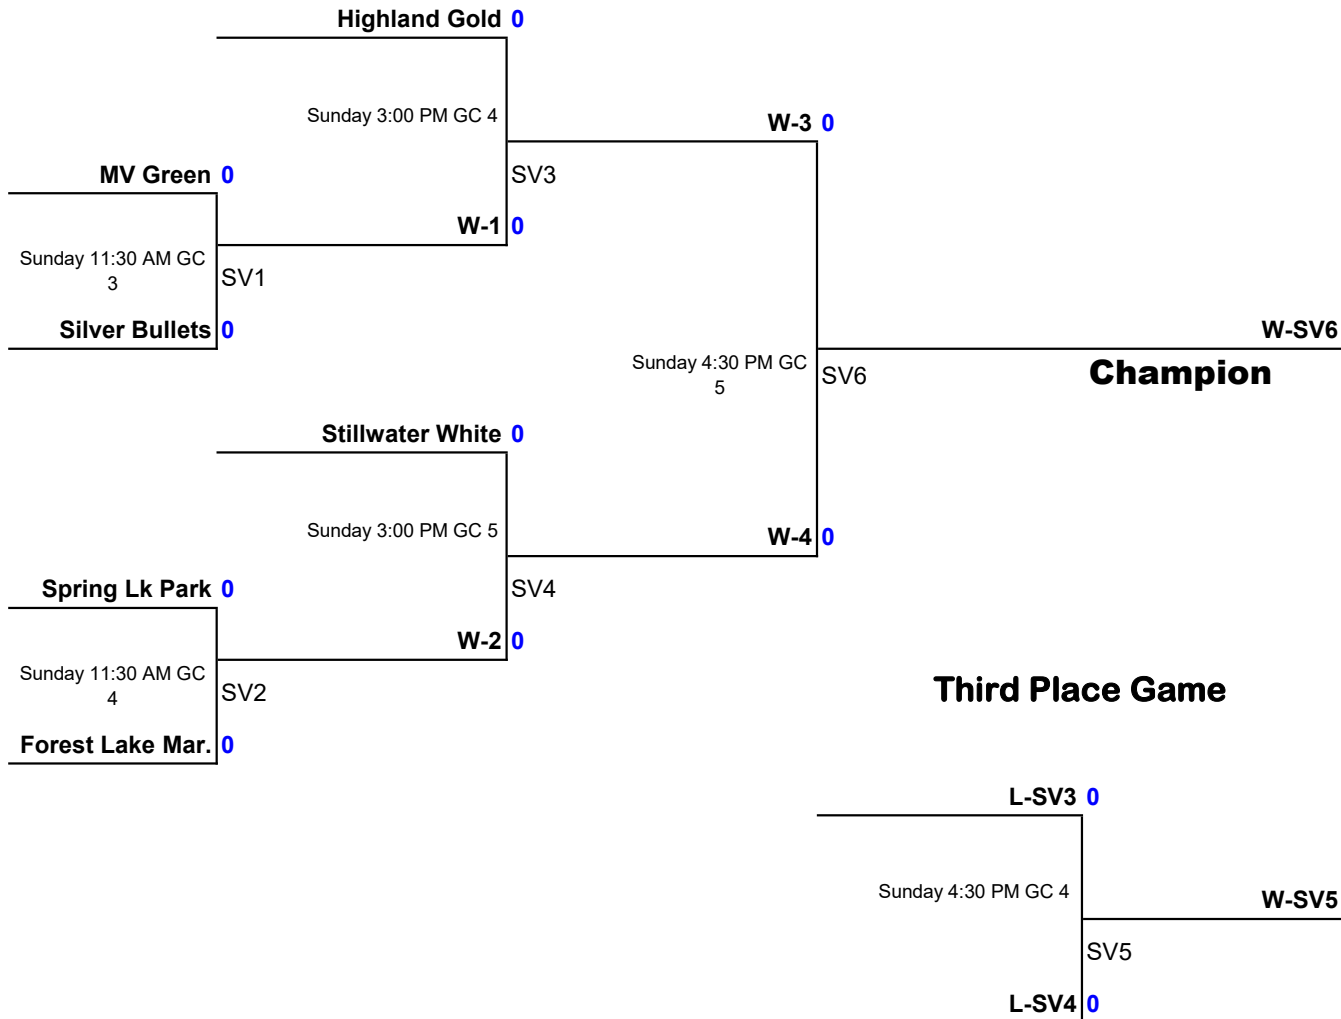 Highland Gold 0
Sunday 3:00 PM GC 4
W-3 0
MV Green 0
SV3
W-1 0
Sunday 11:30 AM GC
3
SV1
Silver Bullets 0
W-SV6
Sunday 4:30 PM GC
5
SV6
Champion
Stillwater White 0
Sunday 3:00 PM GC 5
W-4 0
Spring Lk Park 0
SV4
W-2 0
Sunday 11:30 AM GC
4
SV2
Third Place Game
Forest Lake Mar. 0
L-SV3 0
Sunday 4:30 PM GC 4
W-SV5
SV5
L-SV4 0